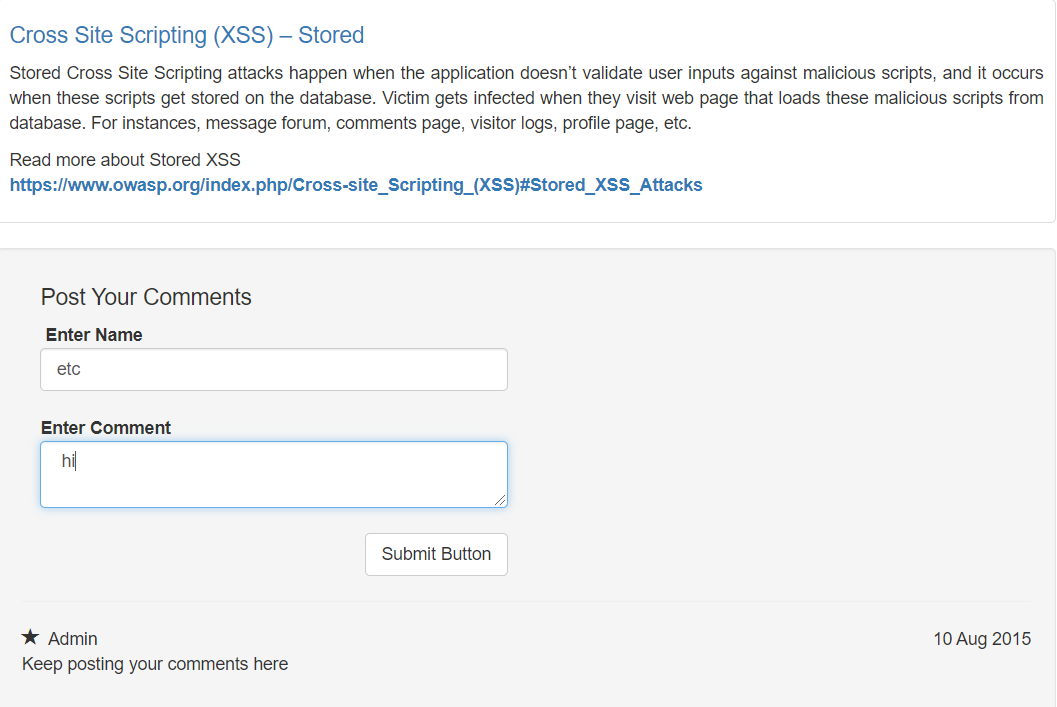 Cross Site Scripting (XSS) – Stored
Stored Cross Site Scripting attacks happen when the application doesn’t validate user inputs against malicious scripts, and it occurs
when these scripts get stored on the database. Victim gets infected when they visit web page that loads these malicious scripts from
database. For instances, message forum, comments page, visitor logs, profile page, etc.
Read more about Stored XSS
https://www.owasp.org/index.php/Cross-site_Scripting_(XSS)#Stored_XSS_Attacks
Post Your Comments
Enter Name
etc
Enter Comment
hi
Submit Button
★ Admin 10 Aug 2015
Keep posting your comments here